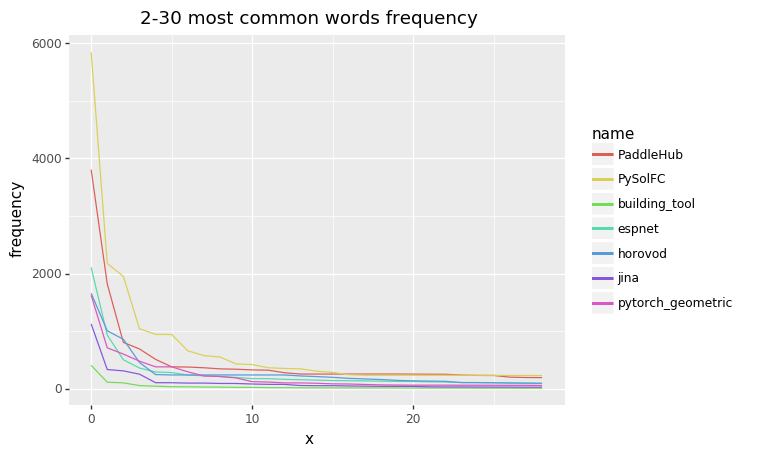 2-30 most common words frequency
6000
4000
2000
0
frequency
0
10
20
x
name
PaddleHub
PySolFC
building_tool
espnet
horovod
jina
pytorch_geometric